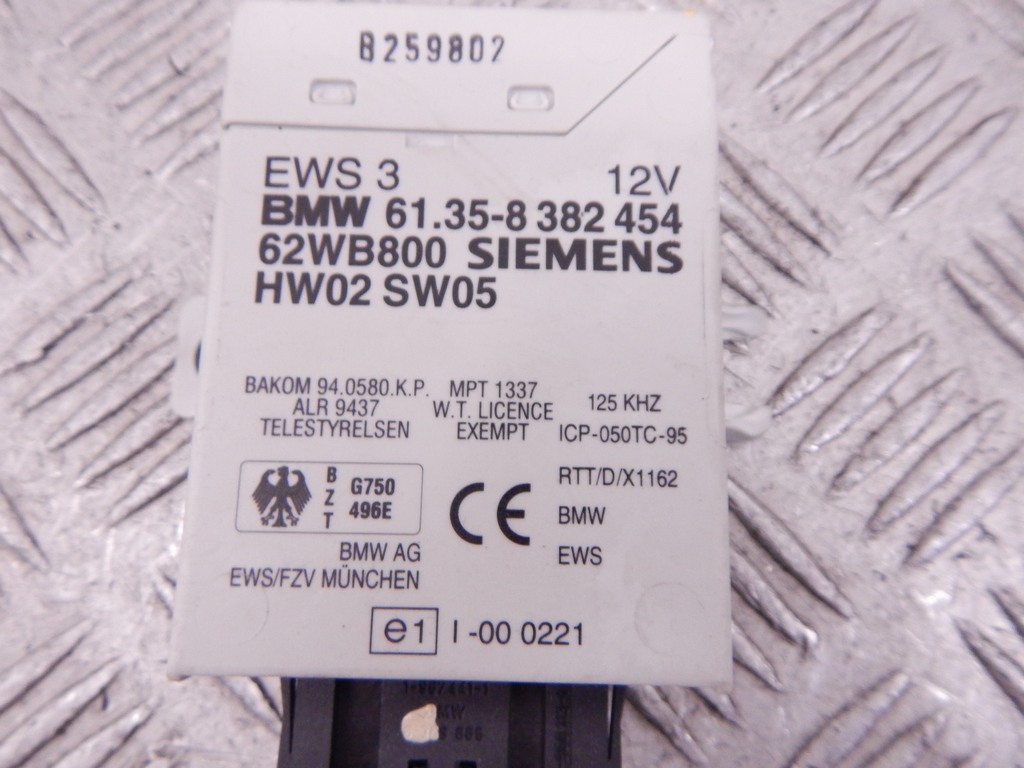 B259802
EWS 3 12V
BMW 61.35-8 382 454
62WB800 SIEMENS
HW02 SW05
BAKOM 94.0580.K.P. MPT 1337 125 KHZ
ALR 9437 W.T. LICENCE
TELESTYRELSEN EXEMPT ICP-050TC-95
BZT G750 496E
CE
RTT/D/X1162
BMW
EWS
BMW AG
EWS/FZV MÜNCHEN
e1 I-00 0221